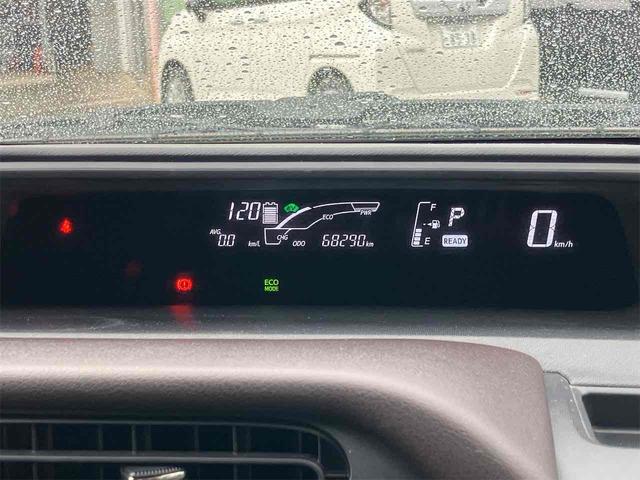 120
ECO
PWR
F
P
AVG.
0.0 km/L
CHG
ODO 68290 km
E
READY
0 km/h
ECO
MODE